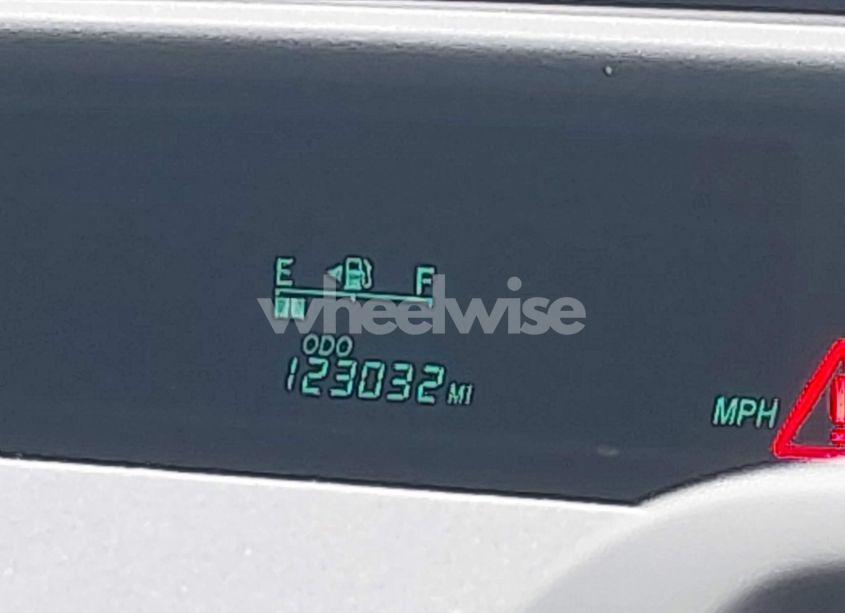 E F
wheelwise
ODO
123032 MI
MPH